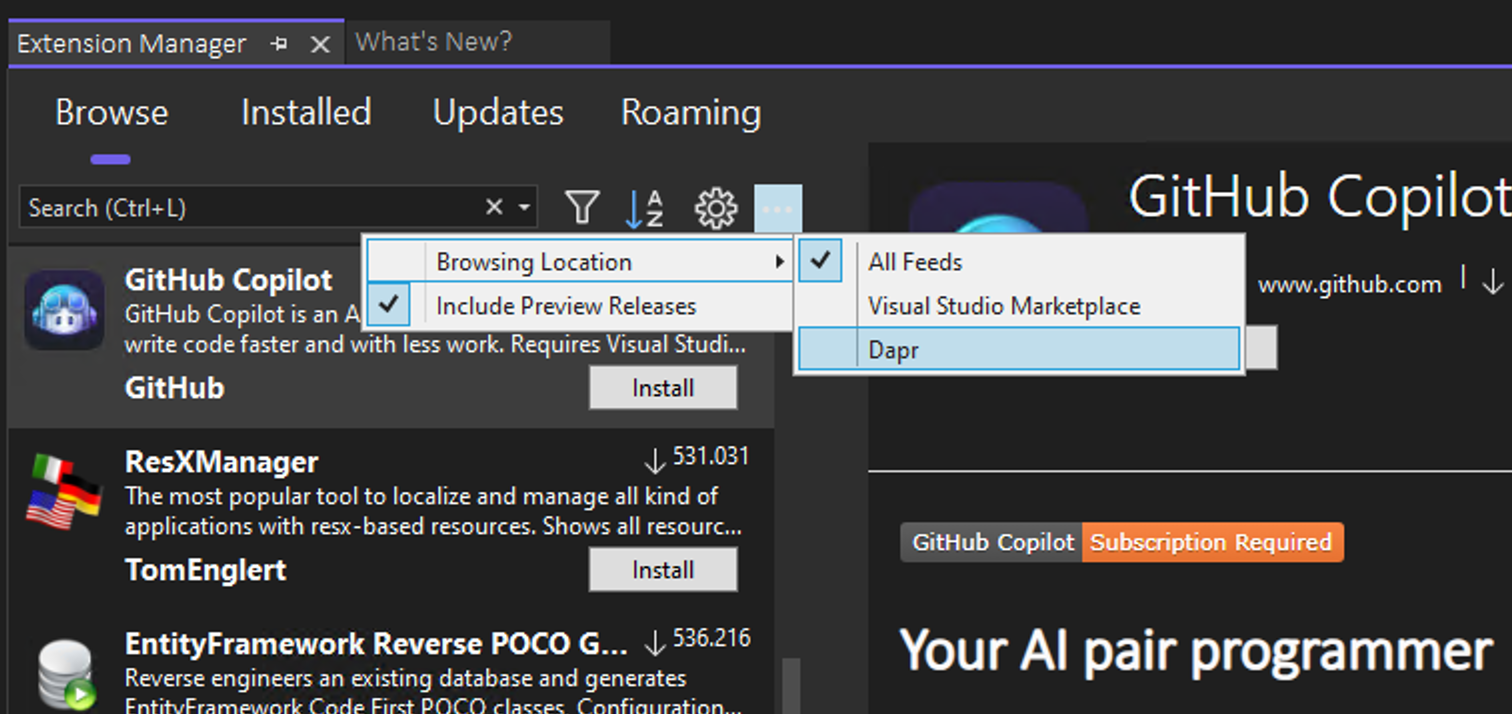 Extension Manager
What's New?
Browse
Installed
Updates
Roaming
Search (Ctrl+L)
A
Z
Browsing Location
Include Preview Releases
All Feeds
Visual Studio Marketplace
Dapr
GitHub Copilot
GitHub Copilot is an A
write code faster and with less work. Requires Visual Studi...
GitHub
Install
ResXManager
531.031
The most popular tool to localize and manage all kind of
applications with resx-based resources. Shows all resourc...
TomEnglert
Install
EntityFramework Reverse POCO G...
536.216
Reverse engineers an existing database and generates
EntityFramework Code First POCO classes. Configuration...
GitHub Copilot
www.github.com
GitHub Copilot Subscription Required
Your AI pair programmer